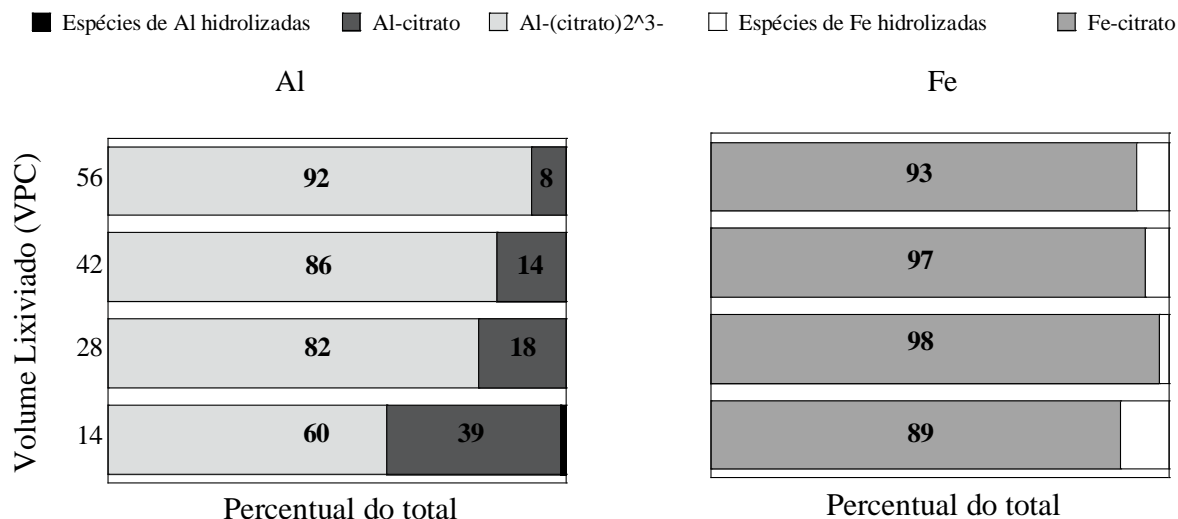 Espécies de Al hidrolizadas Al-citrato Al-(citrato)2^3- Espécies de Fe hidrolizadas Fe-citrato
Al Fe
Volume Lixiviado (VPC)
56 92 8 93
42 86 14 97
28 82 18 98
14 60 39 89
Percentual do total Percentual do total